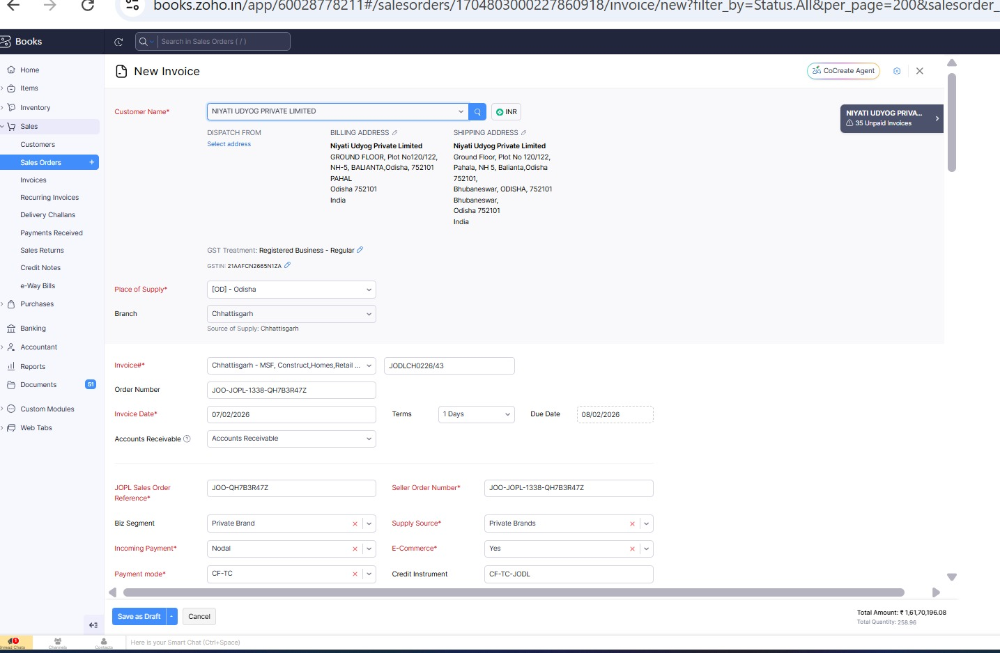 books.zoho.in/app/60028778211#/salesorders/1704803000227860918/invoice/new?filter_by=Status.All&per_page=200&salesorder_
Books
Search in Sales Orders ( / )
Home
Items
Inventory
Sales
Customers
Sales Orders +
Invoices
Recurring Invoices
Delivery Challans
Payments Received
Sales Returns
Credit Notes
e-Way Bills
Purchases
Banking
Accountant
Reports
Documents 51
Custom Modules
Web Tabs
New Invoice
CoCreate Agent
Customer Name* NIYATI UDYOG PRIVATE LIMITED INR
NIYATI UDYOG PRIVA...
35 Unpaid Invoices
DISPATCH FROM
Select address
BILLING ADDRESS
Niyati Udyog Private Limited
GROUND FLOOR, Plot No120/122,
NH-5, BALIANTA,Odisha, 752101
PAHAL
Odisha 752101
India
SHIPPING ADDRESS
Niyati Udyog Private Limited
Ground Floor, Plot No 120/122,
Pahala, NH 5, Balianta,Odisha
752101,
Bhubaneswar, ODISHA, 752101
Bhubaneswar,
Odisha 752101
India
GST Treatment: Registered Business - Regular
GSTIN: 21AAFCN2665N1ZA
Place of Supply* [OD] - Odisha
Branch Chhattisgarh
Source of Supply: Chhattisgarh
Invoice#* Chhattisgarh - MSF, Construct,Homes,Retail ... JODLCH0226/43
Order Number JOO-JOPL-1338-QH7B3R47Z
Invoice Date* 07/02/2026 Terms 1 Days Due Date 08/02/2026
Accounts Receivable Accounts Receivable
JOPL Sales Order
Reference* JOO-QH7B3R47Z Seller Order Number* JOO-JOPL-1338-QH7B3R47Z
Biz Segment Private Brand Supply Source* Private Brands
Incoming Payment* Nodal E-Commerce* Yes
Payment mode* CF-TC Credit Instrument CF-TC-JODL
Save as Draft Cancel
Total Amount: ₹ 1,61,70,196.08
Total Quantity: 258.96
1
Unread Chats Channels Contacts Here is your Smart Chat (Ctrl+Space)